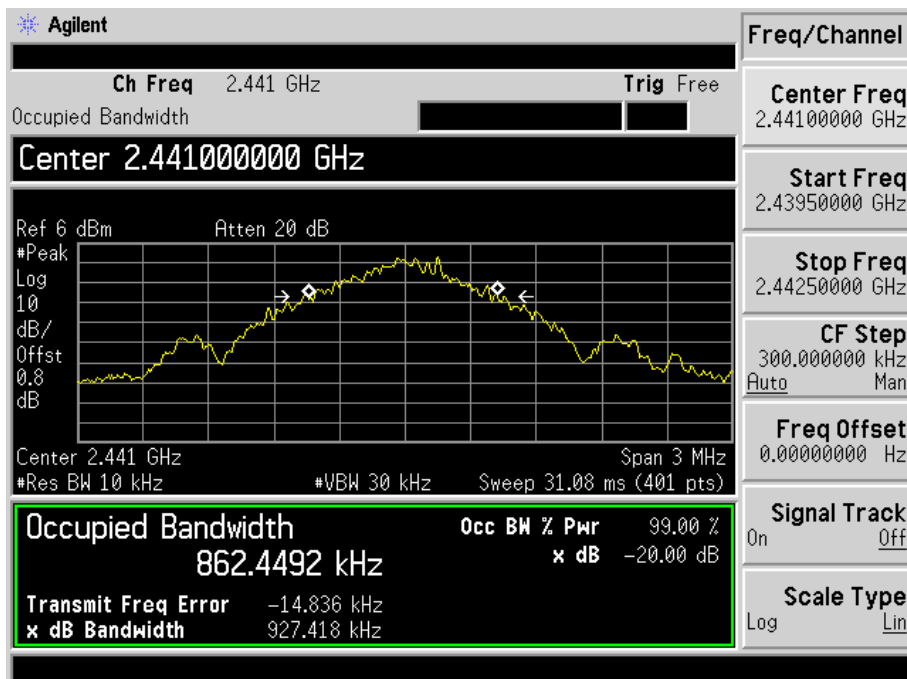 Agilent
Freq/Channel
Ch Freq 2.441 GHz Trig Free
Occupied Bandwidth
Center 2.441000000 GHz
Ref 6 dBm Atten 20 dB
#Peak
Log
10
dB/
Offst
0.8
dB
Center 2.441 GHz Span 3 MHz
#Res BW 10 kHz #VBW 30 kHz Sweep 31.08 ms (401 pts)
Occupied Bandwidth
862.4492 kHz
Occ BW % Pwr 99.00 %
x dB -20.00 dB
Transmit Freq Error -14.836 kHz
x dB Bandwidth 927.418 kHz
Center Freq
2.44100000 GHz
Start Freq
2.43950000 GHz
Stop Freq
2.44250000 GHz
CF Step
300.000000 kHz
Auto Man
Freq Offset
0.00000000 Hz
Signal Track
On Off
Scale Type
Log Lin